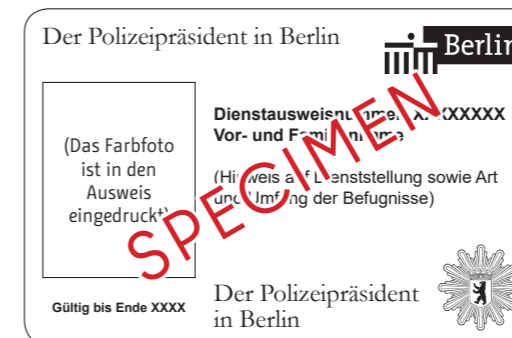 Der Polizeipräsident in Berlin
Berlin
(Das Farbfoto
ist in den
Ausweis
eingedruckt)
Dienstausweisnummer XXXXXXXX
Vor- und Familienname
(Hinweis auf Dienststellung sowie Art
und Umfang der Befugnisse)
SPECIMEN
Gültig bis Ende XXXX
Der Polizeipräsident
in Berlin